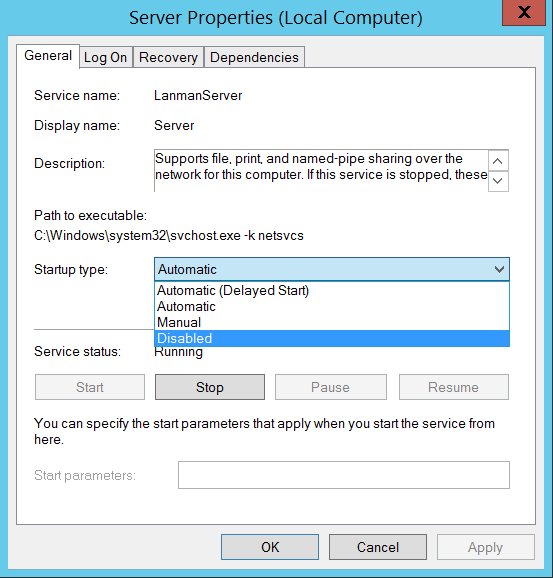 Server Properties (Local Computer)
x
General Log On Recovery Dependencies
Service name: LanmanServer
Display name: Server
Description: Supports file, print, and named-pipe sharing over the
network for this computer. If this service is stopped, these
Path to executable:
C:\Windows\system32\svchost.exe -k netsvcs
Startup type: Automatic
Automatic (Delayed Start)
Automatic
Manual
Disabled
Service status: Running
Start Stop Pause Resume
You can specify the start parameters that apply when you start the service from
here.
Start parameters:
OK Cancel Apply